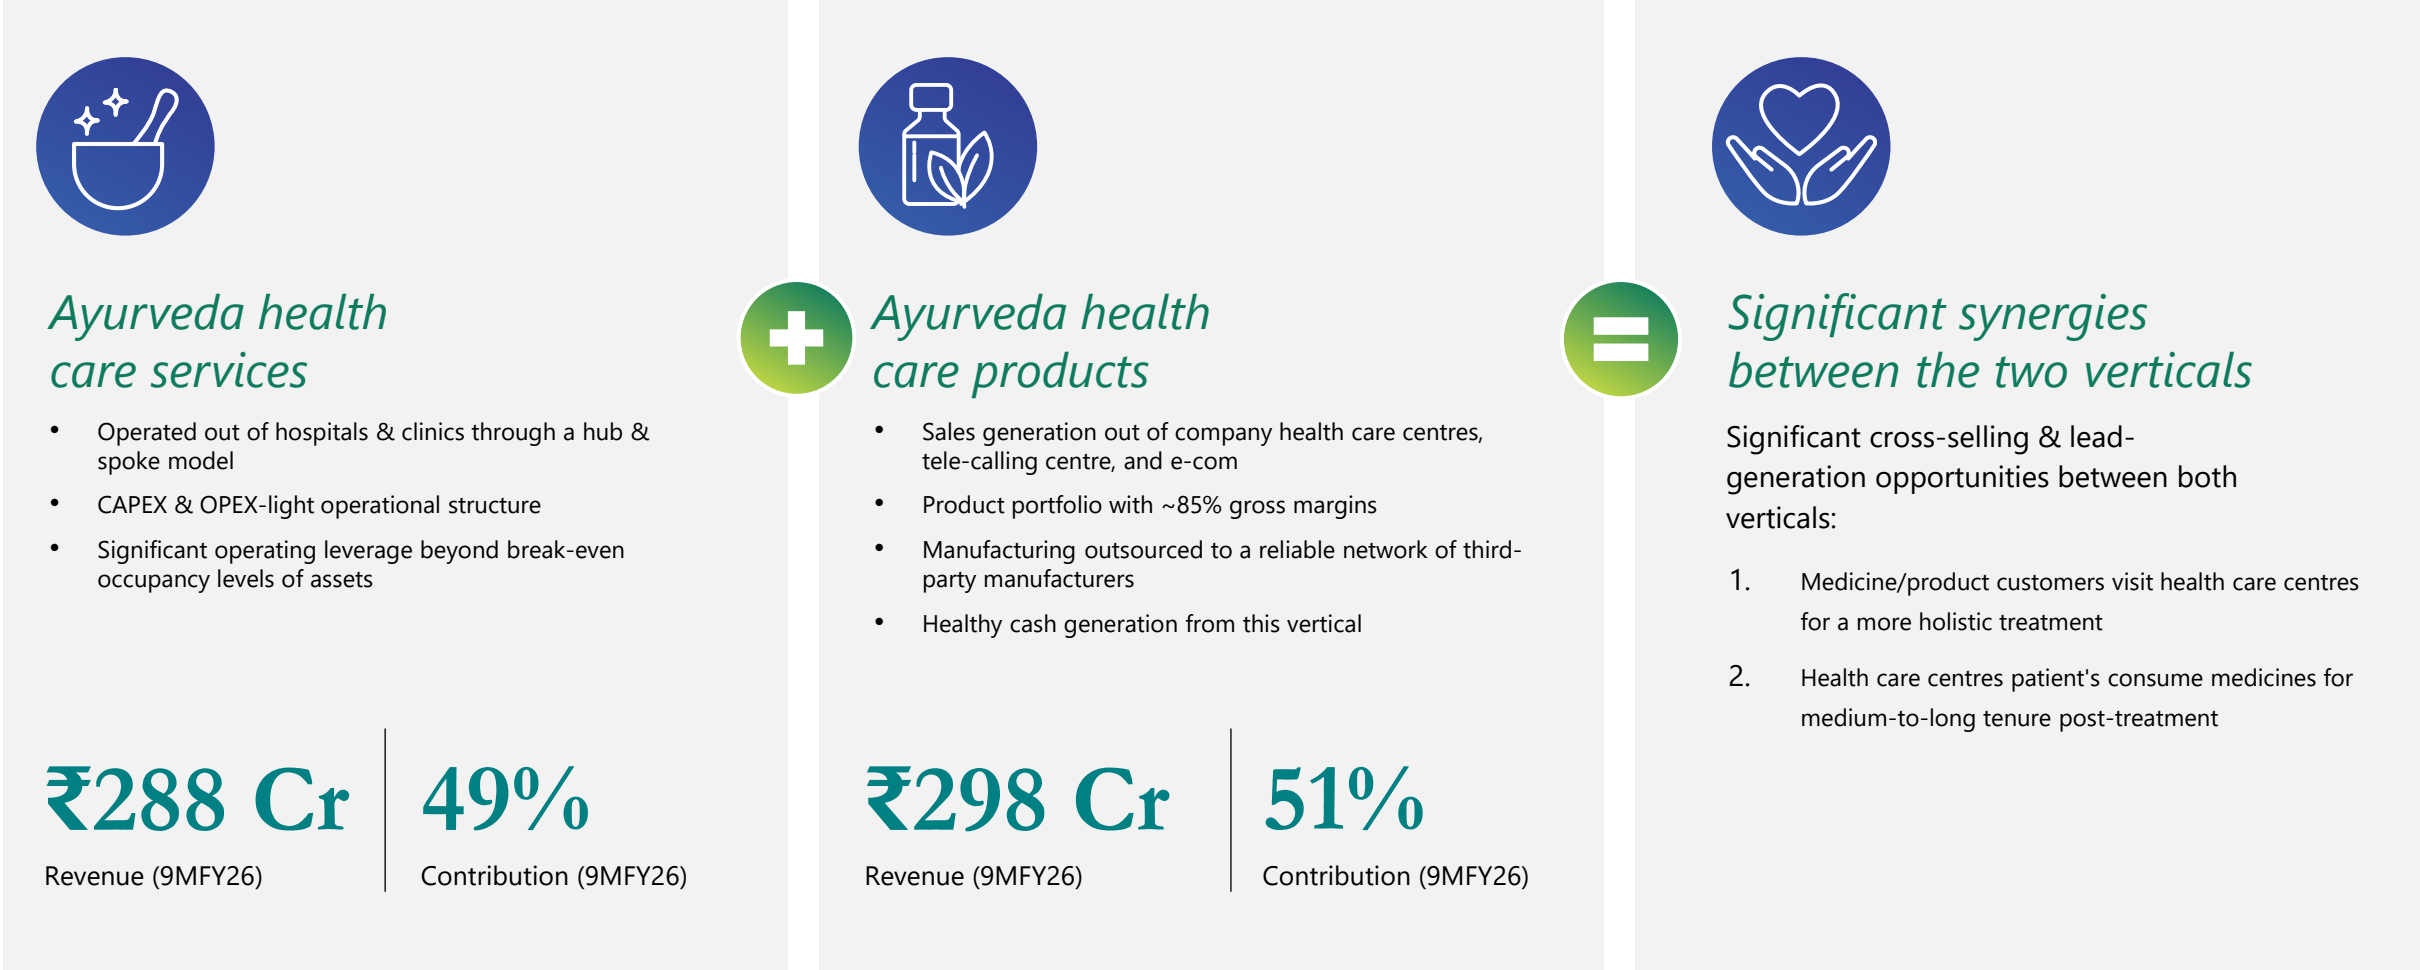 Ayurveda health
care services
• Operated out of hospitals & clinics through a hub &
spoke model
• CAPEX & OPEX-light operational structure
• Significant operating leverage beyond break-even
occupancy levels of assets
₹288 Cr
Revenue (9MFY26)
49%
Contribution (9MFY26)
Ayurveda health
care products
• Sales generation out of company health care centres,
tele-calling centre, and e-com
• Product portfolio with ~85% gross margins
• Manufacturing outsourced to a reliable network of third-
party manufacturers
• Healthy cash generation from this vertical
₹298 Cr
Revenue (9MFY26)
51%
Contribution (9MFY26)
Significant synergies
between the two verticals
Significant cross-selling & lead-
generation opportunities between both
verticals:
1. Medicine/product customers visit health care centres
for a more holistic treatment
2. Health care centres patient's consume medicines for
medium-to-long tenure post-treatment